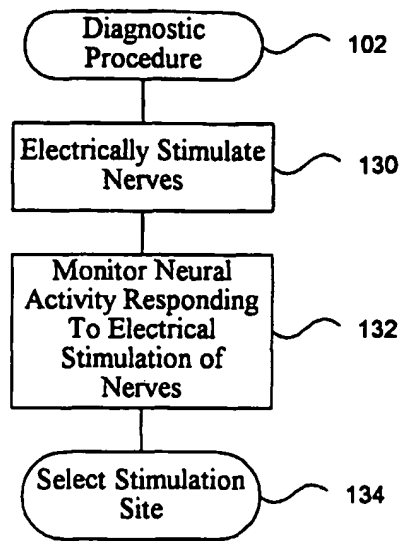 Diagnostic
Procedure
102
Electrically Stimulate
Nerves
130
Monitor Neural
Activity Responding
To Electrical
Stimulation of
Nerves
132
Select Stimulation
Site
134